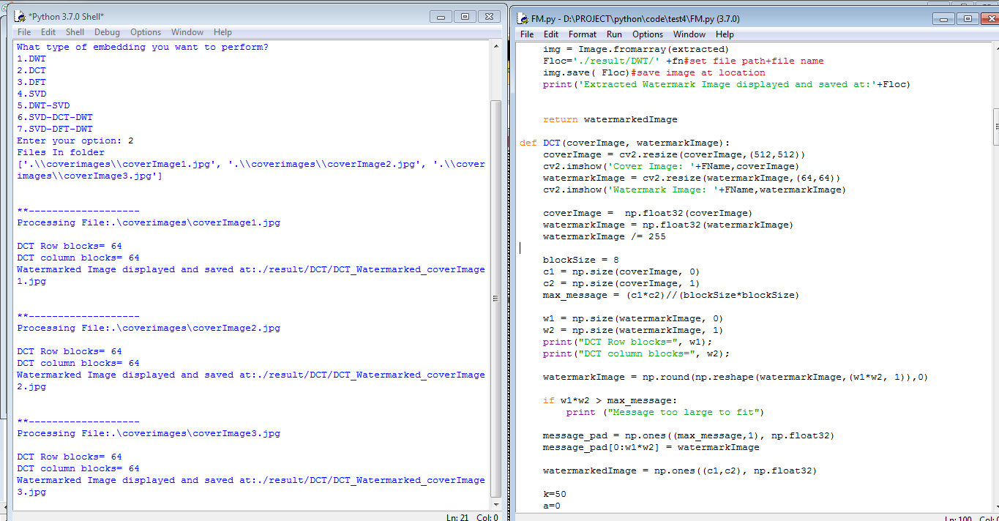 *Python 3.7.0 Shell*
File Edit Shell Debug Options Window Help
What type of embedding you want to perform?
1.DWT
2.DCT
3.DFT
4.SVD
5.DWT-SVD
6.SVD-DCT-DWT
7.SVD-DFT-DWT
Enter your option: 2
Files In folder
['.\\coverimages\\coverImage1.jpg', '.\\coverimages\\coverImage2.jpg', '.\\cover
images\\coverImage3.jpg']
**-------------------
Processing File:.\coverimages\coverImage1.jpg
DCT Row blocks= 64
DCT column blocks= 64
Watermarked Image displayed and saved at:./result/DCT/DCT_Watermarked_coverImage
1.jpg
**-------------------
Processing File:.\coverimages\coverImage2.jpg
DCT Row blocks= 64
DCT column blocks= 64
Watermarked Image displayed and saved at:./result/DCT/DCT_Watermarked_coverImage
2.jpg
**-------------------
Processing File:.\coverimages\coverImage3.jpg
DCT Row blocks= 64
DCT column blocks= 64
Watermarked Image displayed and saved at:./result/DCT/DCT_Watermarked_coverImage
3.jpg
Ln: 21 Col: 0
FM.py - D:\PROJECT\python\code\test4\FM.py (3.7.0)
File Edit Format Run Options Window Help
img = Image.fromarray(extracted)
Floc='./result/DWT/' +fn#set file path+file name
img.save( Floc)#save image at location
print('Extracted Watermark Image displayed and saved at:'+Floc)
return watermarkedImage
def DCT(coverImage, watermarkImage):
coverImage = cv2.resize(coverImage,(512,512))
cv2.imshow('Cover Image: '+FName,coverImage)
watermarkImage = cv2.resize(watermarkImage,(64,64))
cv2.imshow('Watermark Image: '+FName,watermarkImage)
coverImage =  np.float32(coverImage)
watermarkImage = np.float32(watermarkImage)
watermarkImage /= 255
blockSize = 8
c1 = np.size(coverImage, 0)
c2 = np.size(coverImage, 1)
max_message = (c1*c2)//(blockSize*blockSize)
w1 = np.size(watermarkImage, 0)
w2 = np.size(watermarkImage, 1)
print("DCT Row blocks=", w1);
print("DCT column blocks=", w2);
watermarkImage = np.round(np.reshape(watermarkImage,(w1*w2, 1)),0)
if w1*w2 > max_message:
print ("Message too large to fit")
message_pad = np.ones((max_message,1), np.float32)
message_pad[0:w1*w2] = watermarkImage
watermarkedImage = np.ones((c1,c2), np.float32)
k=50
a=0
Ln: 100 Col: 0